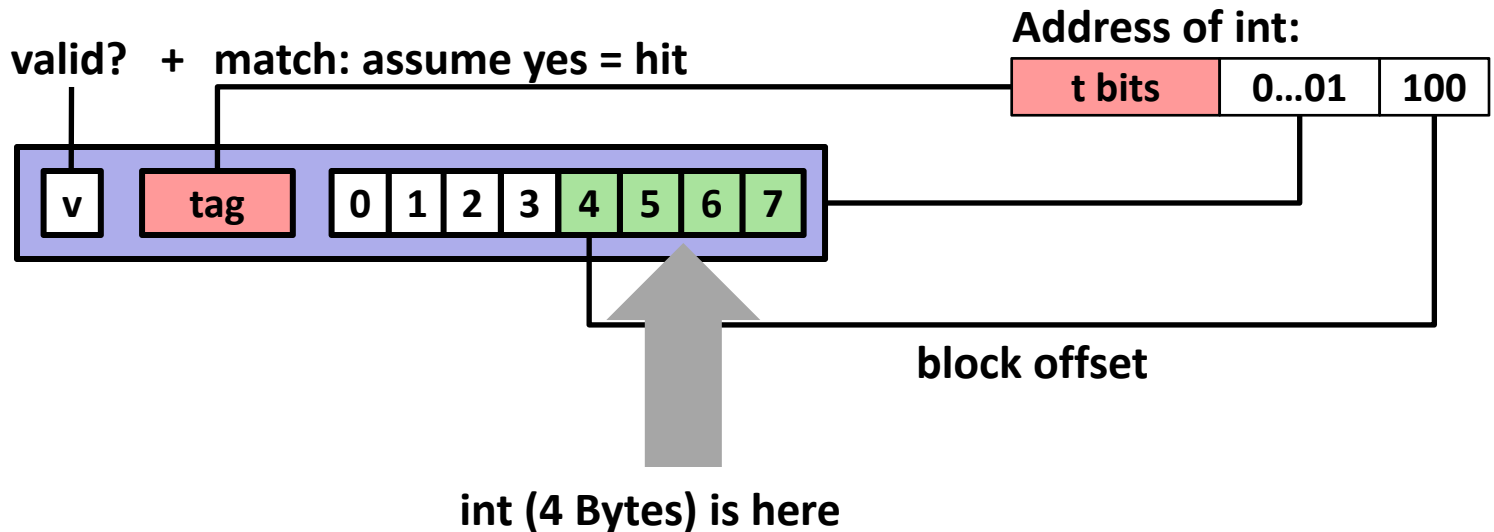 Address of int:
valid? + match: assume yes = hit
t bits 0...01 100
v tag 0 1 2 3 4 5 6 7
block offset
int (4 Bytes) is here